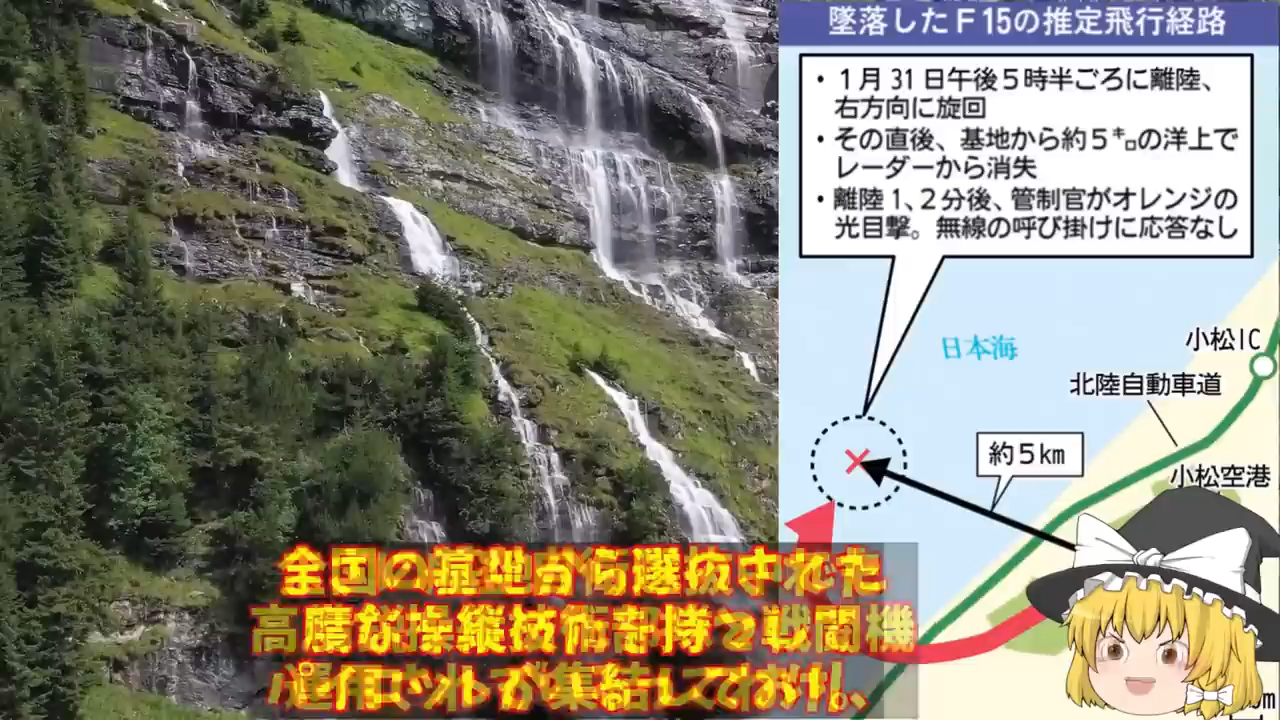 墜落したF15の推定飛行経路
・1月31日午後5時半ごろに離陸、
右方向に旋回
・その直後、基地から約5㌔の洋上で
レーダーから消失
・離陸1、2分後、管制官がオレンジの
光目撃。無線の呼び掛けに応答なし
日本海
小松IC
北陸自動車道
約5km
小松空港
全国の基地から選抜された
高度な操縦技術を持つ戦闘機
パイロットが集結しており、